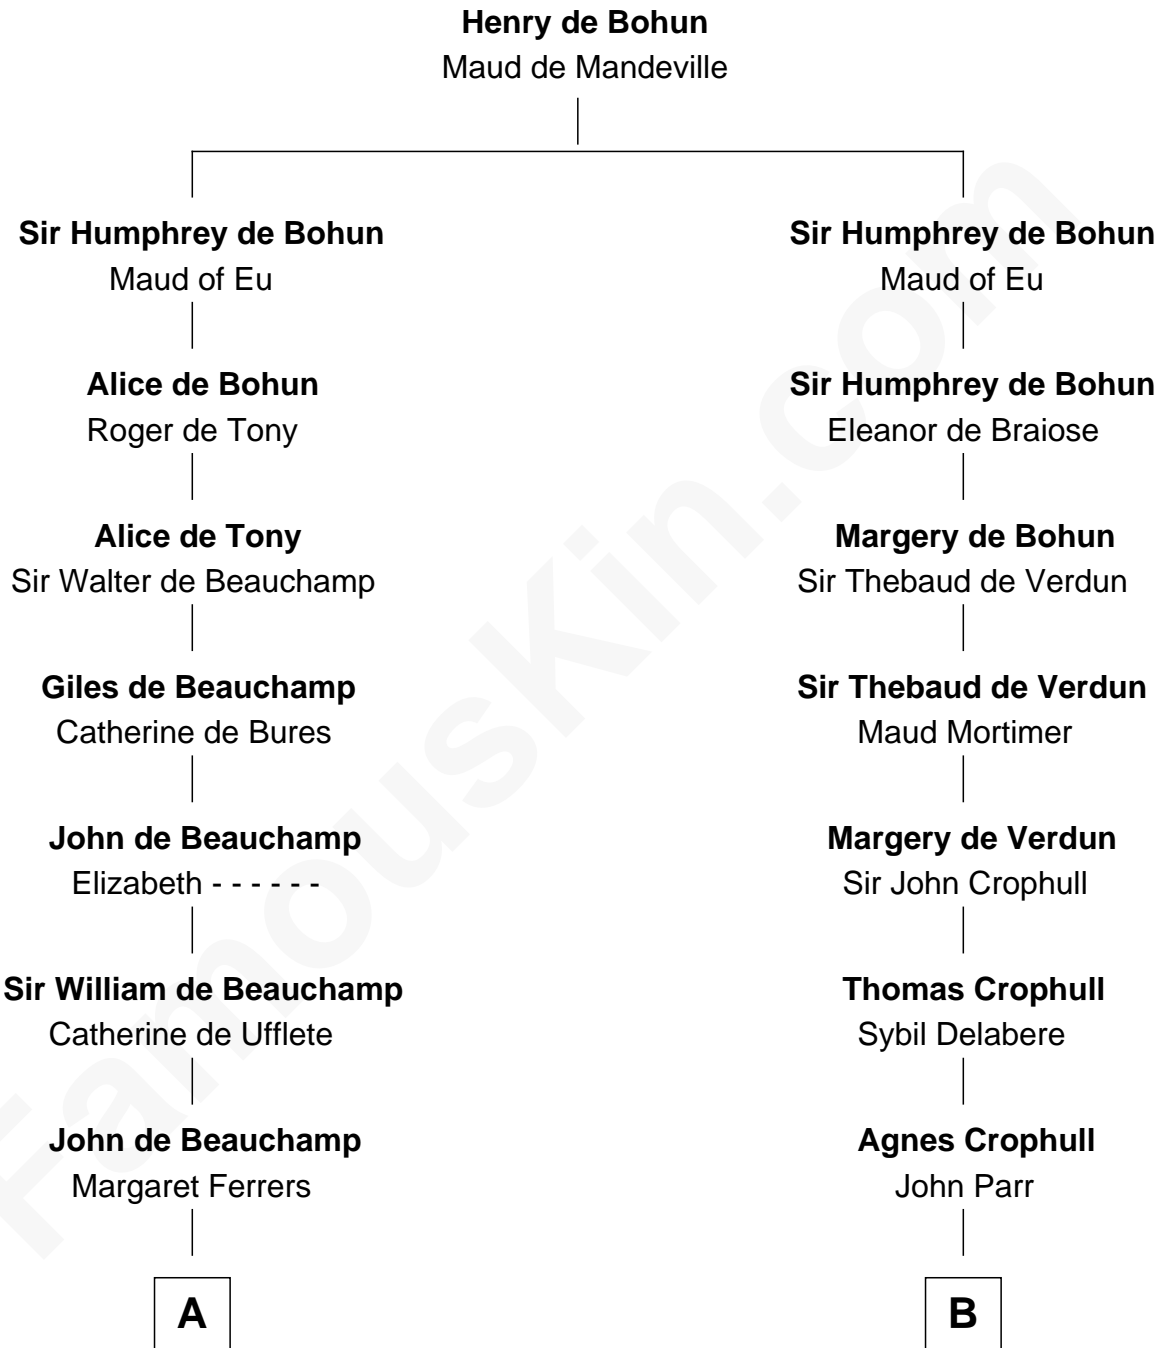 Henry de Bohun
Maud de Mandeville
Sir Humphrey de Bohun
Maud of Eu
Alice de Bohun
Roger de Tony
Alice de Tony
Sir Walter de Beauchamp
Giles de Beauchamp
Catherine de Bures
John de Beauchamp
Elizabeth - - - - - -
Sir William de Beauchamp
Catherine de Ufflete
John de Beauchamp
Margaret Ferrers
A
Sir Humphrey de Bohun
Maud of Eu
Sir Humphrey de Bohun
Eleanor de Braiose
Margery de Bohun
Sir Thebaud de Verdun
Sir Thebaud de Verdun
Maud Mortimer
Margery de Verdun
Sir John Crophull
Thomas Crophull
Sybil Delabere
Agnes Crophull
John Parr
B
FamousKin.com